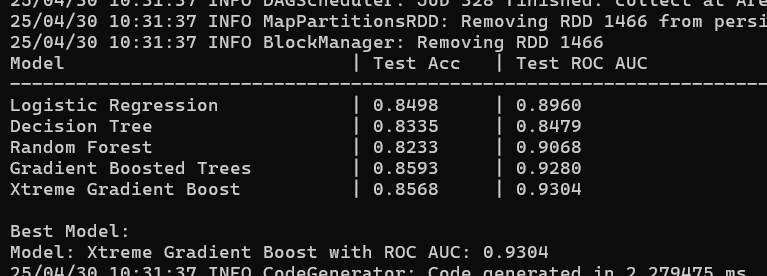 25/04/30 10:31:37 INFO DAGScheduler: Job 328 finished: collect at Are
25/04/30 10:31:37 INFO MapPartitionsRDD: Removing RDD 1466 from persi
25/04/30 10:31:37 INFO BlockManager: Removing RDD 1466
Model | Test Acc | Test ROC AUC
--------------------------------------------------------------------
Logistic Regression | 0.8498 | 0.8960
Decision Tree | 0.8335 | 0.8479
Random Forest | 0.8233 | 0.9068
Gradient Boosted Trees | 0.8593 | 0.9280
Xtreme Gradient Boost | 0.8568 | 0.9304
Best Model:
Model: Xtreme Gradient Boost with ROC AUC: 0.9304
25/04/30 10:31:37 INFO CodeGenerator: Code generated in 2.279475 ms